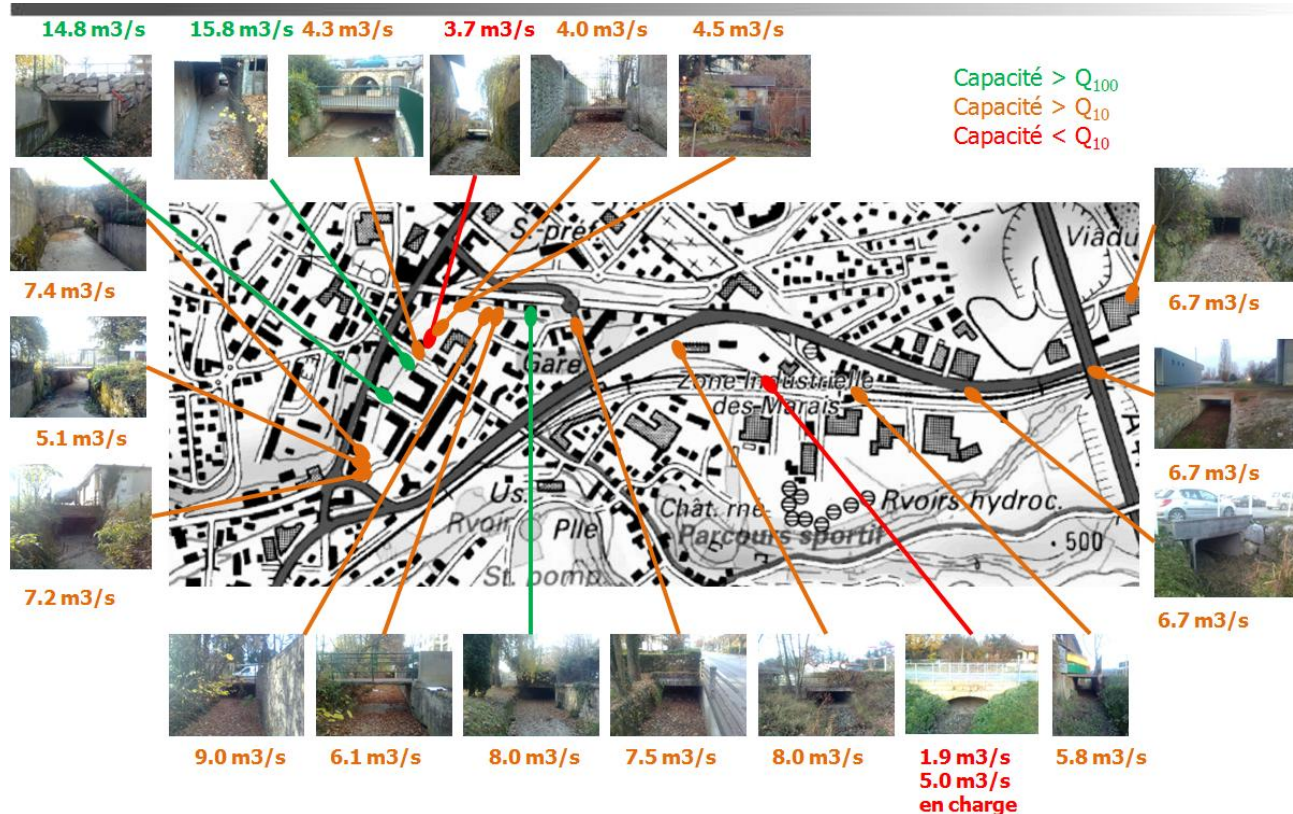 14.8 m3/s
15.8 m3/s
4.3 m3/s
3.7 m3/s
4.0 m3/s
4.5 m3/s
Capacité > Q100
Capacité > Q10
Capacité < Q10
7.4 m3/s
5.1 m3/s
7.2 m3/s
S.-pré
Viadu
Gare
Zone Industrielle
des Marais
Us.
Rvoir
Plle
St. pomp.
Chât. rne-
Parcours sportif
Rvoirs hydroc.
500
6.7 m3/s
6.7 m3/s
6.7 m3/s
9.0 m3/s
6.1 m3/s
8.0 m3/s
7.5 m3/s
8.0 m3/s
1.9 m3/s
5.0 m3/s
en charge
5.8 m3/s